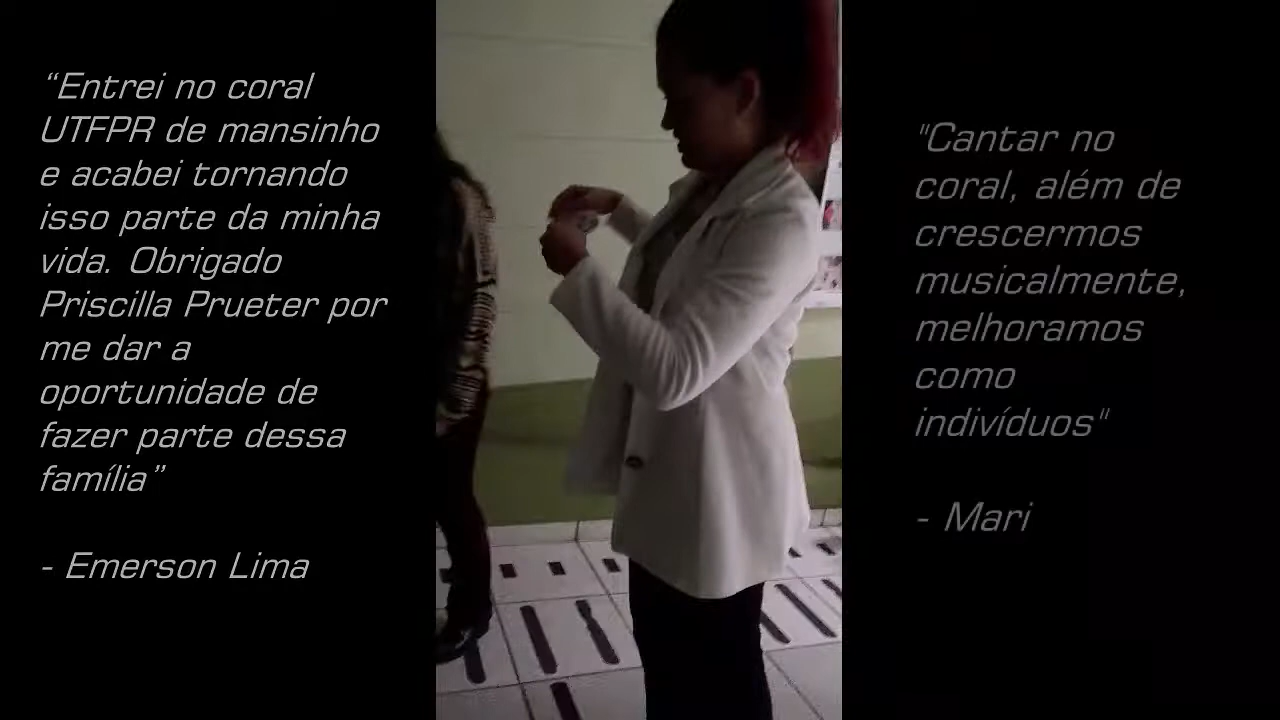 “Entrei no coral
UTFPR de mansinho
e acabei tornando
isso parte da minha
vida. Obrigado
Priscilla Prueter por
me dar a
oportunidade de
fazer parte dessa
família”
- Emerson Lima
"Cantar no
coral, além de
crescermos
musicalmente,
melhoramos
como
indivíduos"
- Mari